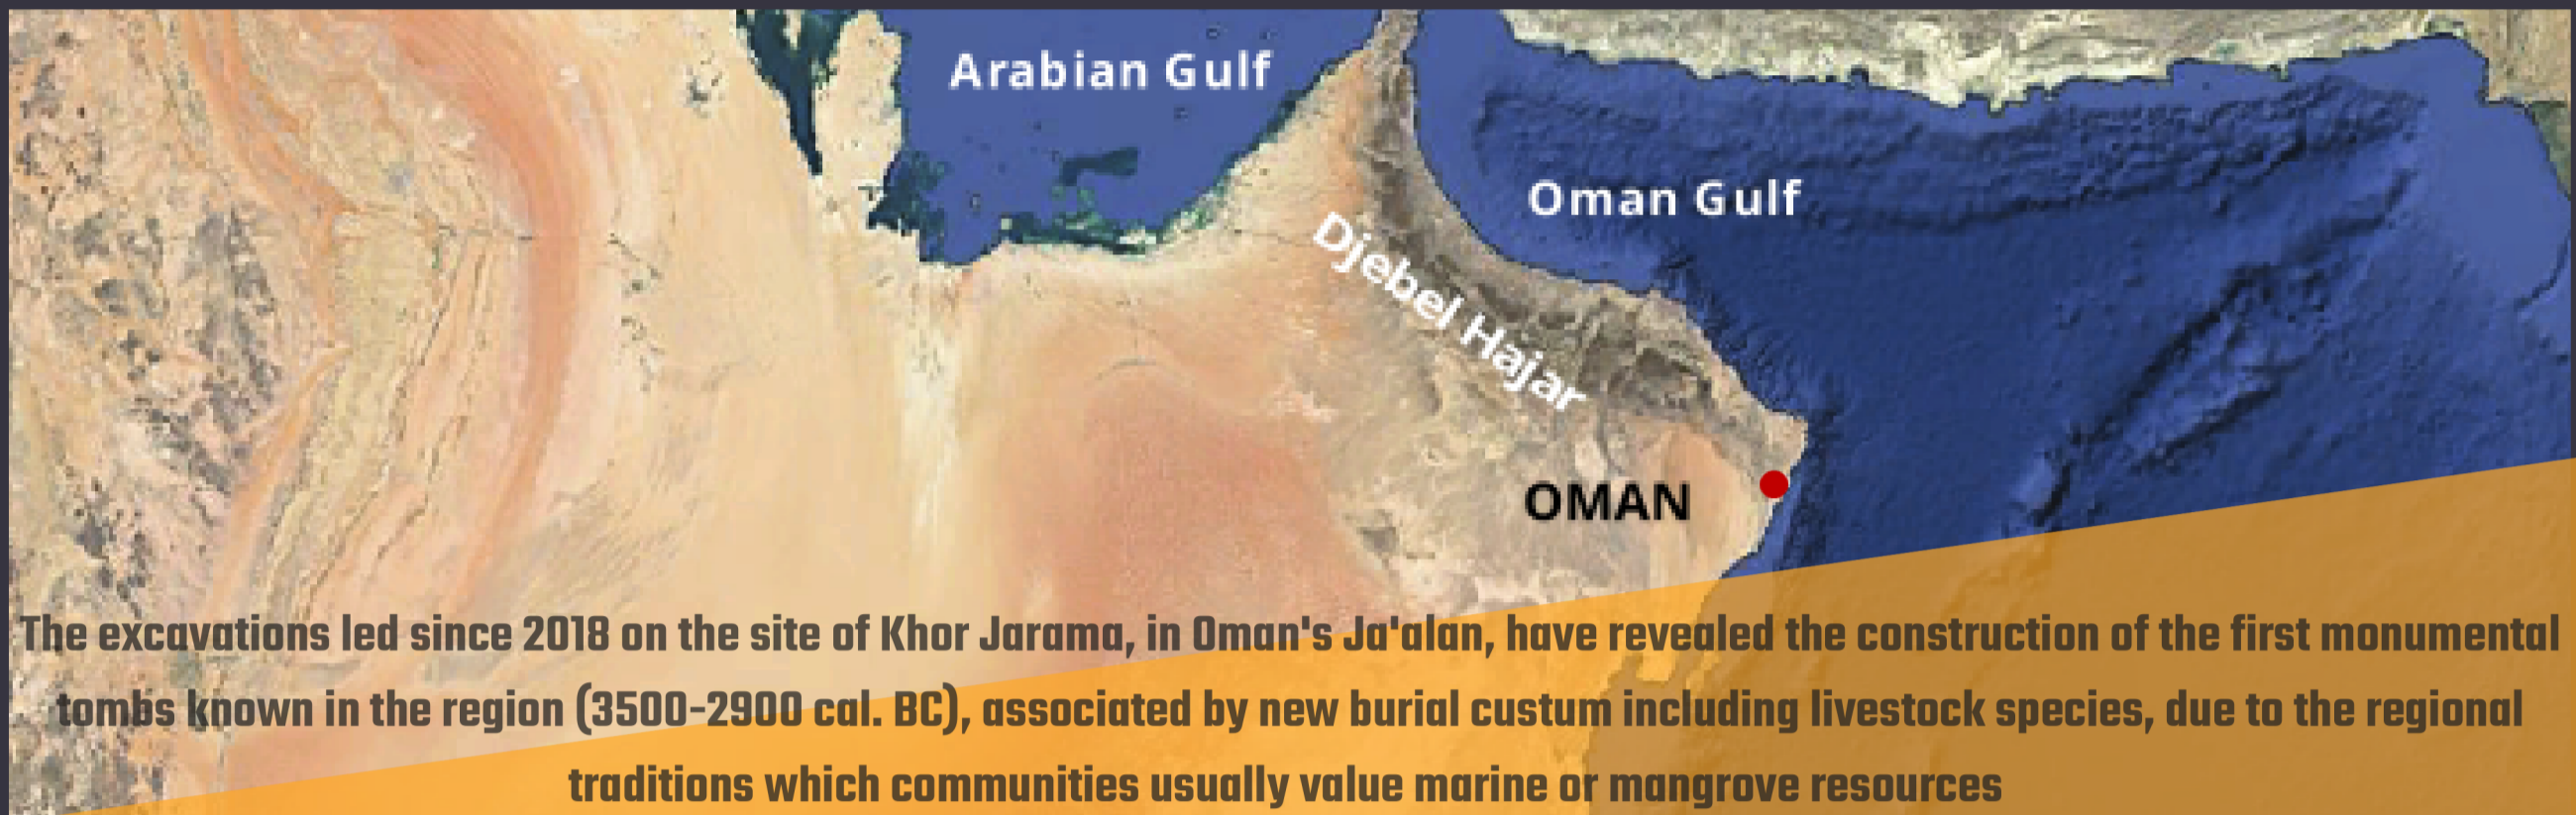 Arabian Gulf
Oman Gulf
Djebel Hajar
OMAN
The excavations led since 2018 on the site of Khor Jarama, in Oman's Ja'alan, have revealed the construction of the first monumental
tombs known in the region (3500-2900 cal. BC), associated by new burial custum including livestock species, due to the regional
traditions which communities usually value marine or mangrove resources